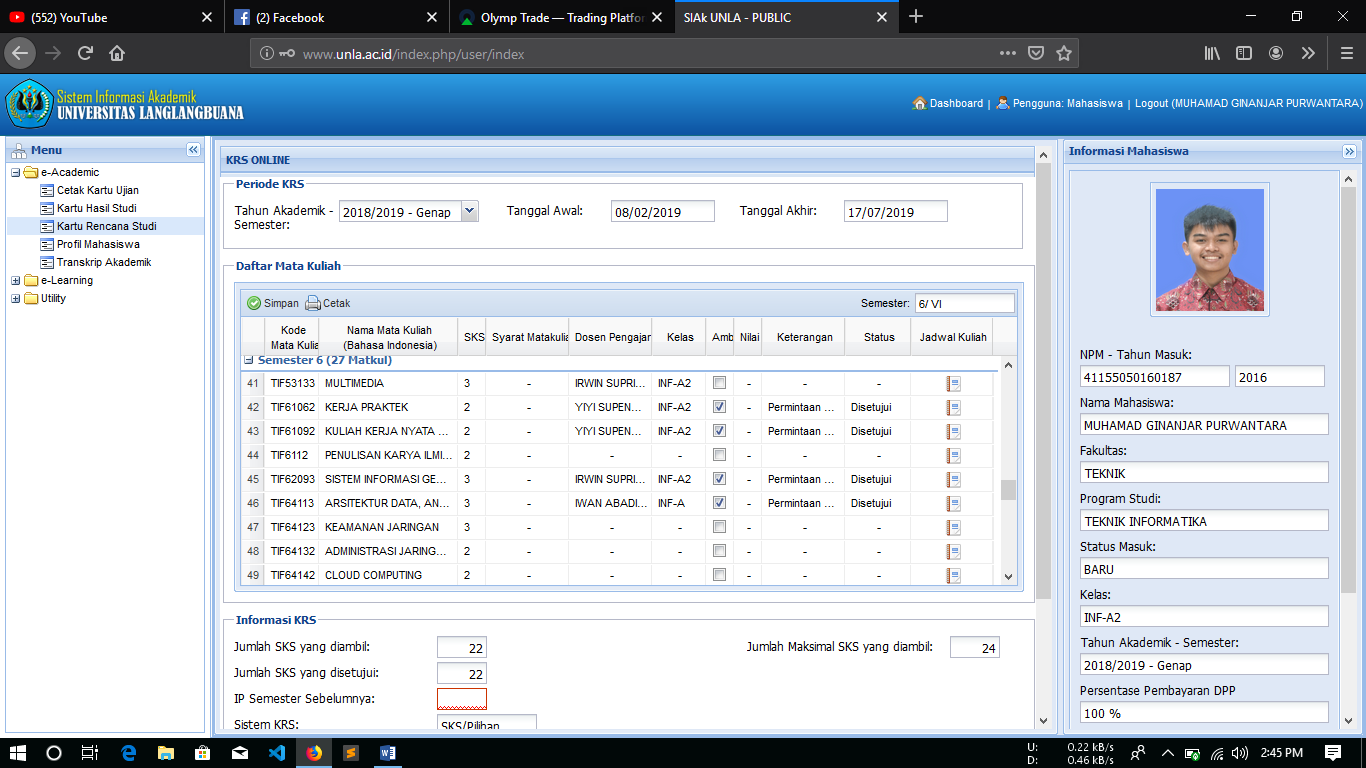 (552) YouTube
(2) Facebook
Olymp Trade — Trading Platfor
SIAk UNLA - PUBLIC
www.unla.ac.id/index.php/user/index
Sistem Informasi Akademik
UNIVERSITAS LANGLANGBUANA
Dashboard | Pengguna: Mahasiswa | Logout (MUHAMAD GINANJAR PURWANTARA)
Menu
e-Academic
Cetak Kartu Ujian
Kartu Hasil Studi
Kartu Rencana Studi
Profil Mahasiswa
Transkrip Akademik
e-Learning
Utility
KRS ONLINE
Periode KRS
Tahun Akademik - Semester: 2018/2019 - Genap Tanggal Awal: 08/02/2019 Tanggal Akhir: 17/07/2019
Daftar Mata Kuliah
Simpan Cetak Semester: 6/ VI
Kode Mata Kulia Nama Mata Kuliah (Bahasa Indonesia) SKS Syarat Matakulia Dosen Pengajar Kelas Amb Nilai Keterangan Status Jadwal Kuliah
Semester 6 (27 Matkul)
41 TIF53133 MULTIMEDIA 3 - IRWIN SUPRI... INF-A2 - - -
42 TIF61062 KERJA PRAKTEK 2 - YIYI SUPEN... INF-A2 - Permintaan ... Disetujui
43 TIF61092 KULIAH KERJA NYATA ... 2 - YIYI SUPEN... INF-A2 - Permintaan ... Disetujui
44 TIF6112 PENULISAN KARYA ILMI... 2 - - - - - -
45 TIF62093 SISTEM INFORMASI GE... 3 - IRWIN SUPRI... INF-A2 - Permintaan ... Disetujui
46 TIF64113 ARSITEKTUR DATA, AN... 3 - IWAN ABADI... INF-A - Permintaan ... Disetujui
47 TIF64123 KEAMANAN JARINGAN 3 - - - - - -
48 TIF64132 ADMINISTRASI JARING... 2 - - - - - -
49 TIF64142 CLOUD COMPUTING 2 - - - - - -
Informasi KRS
Jumlah SKS yang diambil: 22 Jumlah Maksimal SKS yang diambil: 24
Jumlah SKS yang disetujui: 22
IP Semester Sebelumnya:
Sistem KRS: SKS/Pilihan
Informasi Mahasiswa
NPM - Tahun Masuk:
41155050160187 2016
Nama Mahasiswa:
MUHAMAD GINANJAR PURWANTARA
Fakultas:
TEKNIK
Program Studi:
TEKNIK INFORMATIKA
Status Masuk:
BARU
Kelas:
INF-A2
Tahun Akademik - Semester:
2018/2019 - Genap
Persentase Pembayaran DPP
100 %
U: 0.22 kB/s
D: 0.46 kB/s
2:45 PM